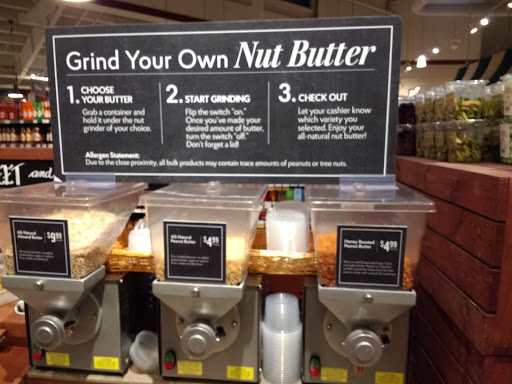 Grind Your Own Nut Butter
1. CHOOSE
YOUR BUTTER
Grab a container and
hold it under the nut
grinder of your choice.
2. START GRINDING
Flip the switch "on."
Once you've made your
desired amount of butter,
turn the switch "off."
Don't forget a lid!
3. CHECK OUT
Let your cashier know
which variety you
selected. Enjoy your
all-natural nut butter!
Allergen Statement:
Due to the close proximity, all bulk products may contain trace amounts of peanuts or tree nuts.
and
All-Natural
Almond Butter
$9.99
All-Natural
Peanut Butter
$4.99
Honey Roasted
Peanut Butter
$4.99